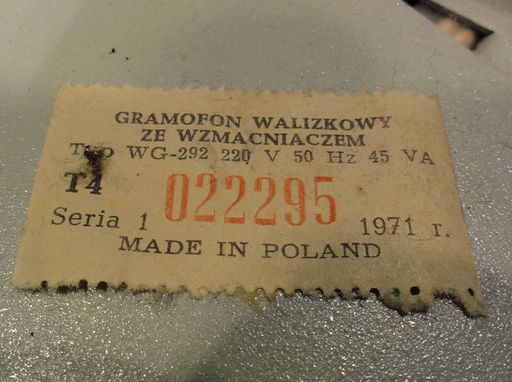 GRAMOFON WALIZKOWY
ZE WZMACNIACZEM
Typ WG-292 220 V 50 Hz 45 VA
T4
Seria 1 022295 1971 r.
MADE IN POLAND